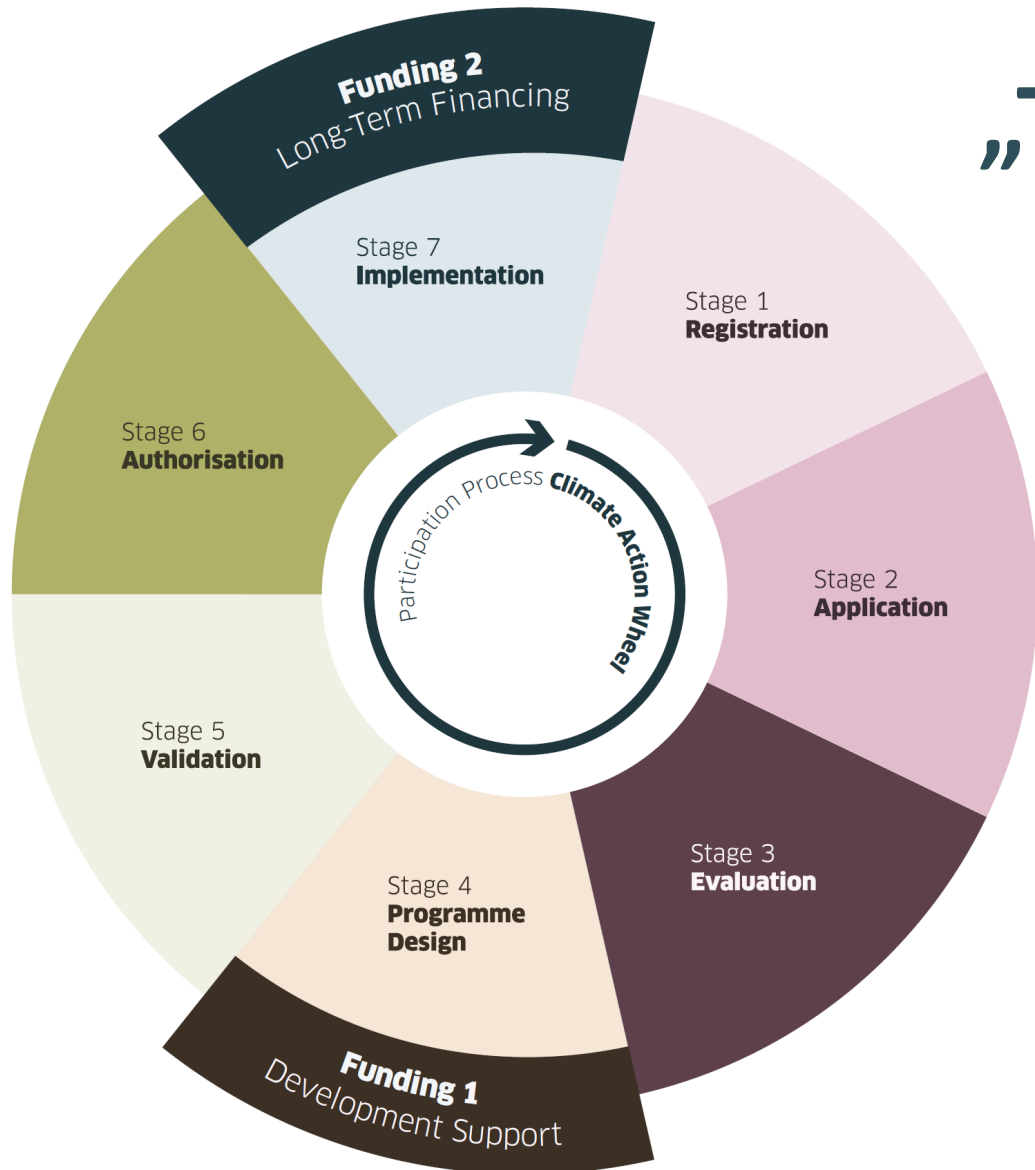 Funding 2
Long-Term Financing
”
Stage 7
Implementation
Stage 1
Registration
Stage 6
Authorisation
Participation Process Climate Action Wheel
Stage 2
Application
Stage 5
Validation
Stage 3
Evaluation
Stage 4
Programme
Design
Funding 1
Development Support